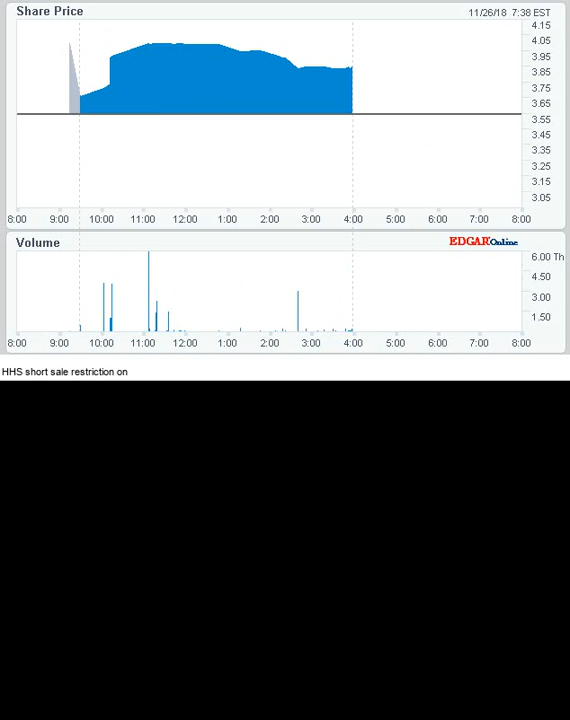 Share Price
11/26/18 7:38 EST
4.15
4.05
3.95
3.85
3.75
3.65
3.55
3.45
3.35
3.25
3.15
3.05
8:00 9:00 10:00 11:00 12:00 1:00 2:00 3:00 4:00 5:00 6:00 7:00 8:00
Volume
EDGAROnline
6.00 Th
4.50
3.00
1.50
8:00 9:00 10:00 11:00 12:00 1:00 2:00 3:00 4:00 5:00 6:00 7:00 8:00
HHS short sale restriction on